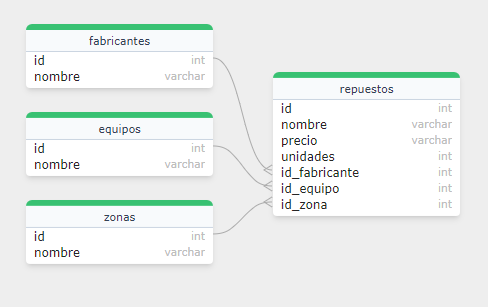 fabricantes
id int
nombre varchar
equipos
id int
nombre varchar
zonas
id int
nombre varchar
repuestos
id int
nombre varchar
precio varchar
unidades int
id_fabricante int
id_equipo int
id_zona int